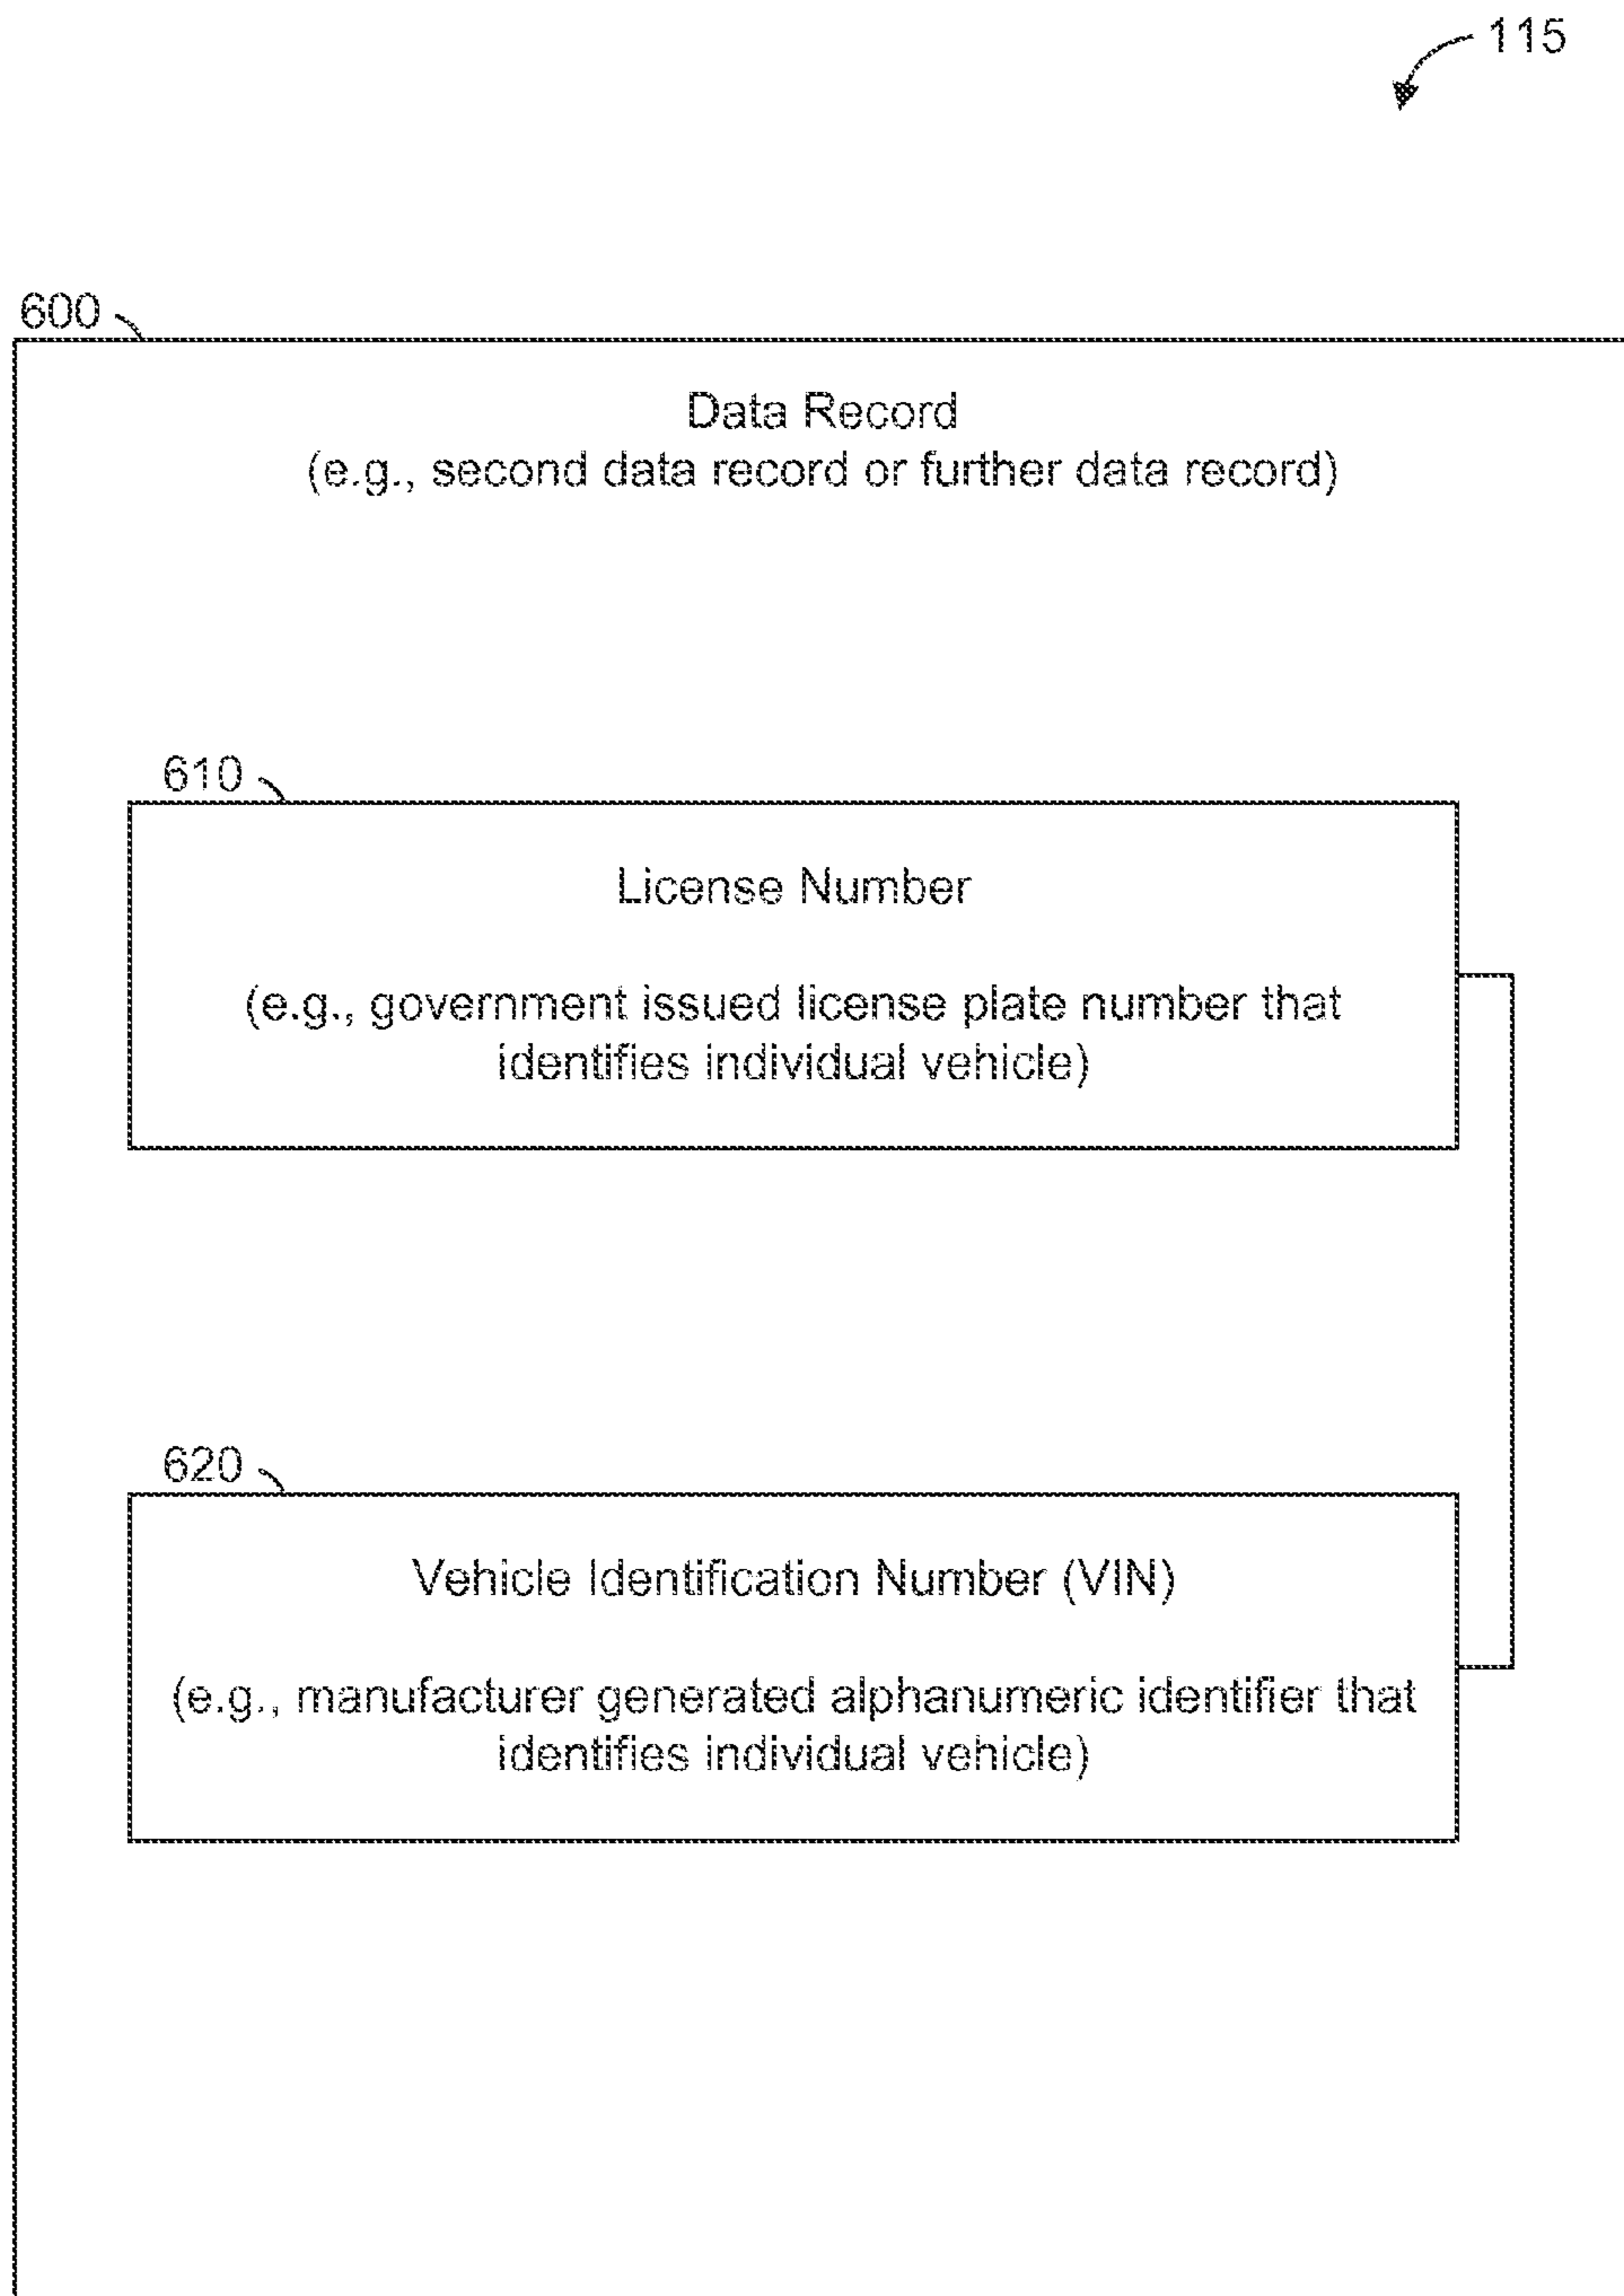 115
600
Data Record
(e.g., second data record or further data record)
610
License Number
(e.g., government issued license plate number that
identifies individual vehicle)
620
Vehicle Identification Number (VIN)
(e.g., manufacturer generated alphanumeric identifier that
identifies individual vehicle)